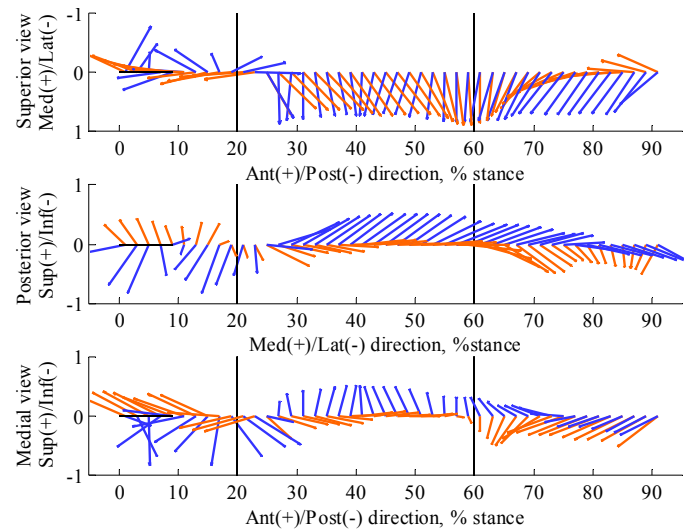 Superior view
Med(+)/Lat(-)
-1
0
1
0 10 20 30 40 50 60 70 80 90
Ant(+)/Post(-) direction, % stance
Posterior view
Sup(+)/Inf(-)
1
0
-1
0 10 20 30 40 50 60 70 80 90
Med(+)/Lat(-) direction, %stance
Medial view
Sup(+)/Inf(-)
1
0
-1
0 10 20 30 40 50 60 70 80 90
Ant(+)/Post(-) direction, % stance